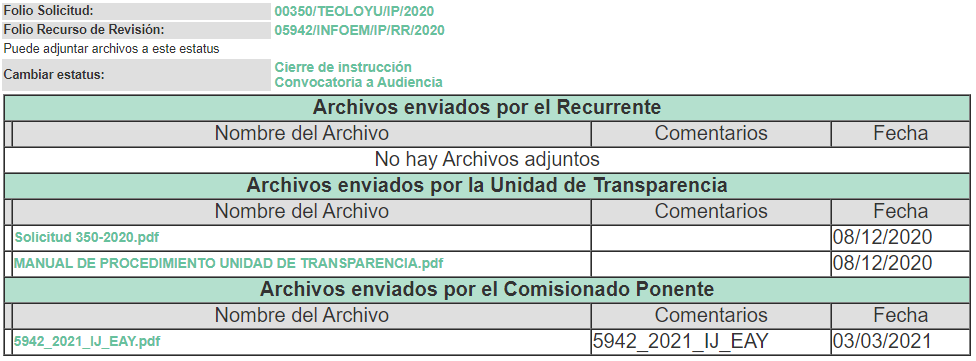 Folio Solicitud: 00350/TEOLOYU/IP/2020
Folio Recurso de Revisión: 05942/INFOEM/IP/RR/2020
Puede adjuntar archivos a este estatus
Cambiar estatus: Cierre de instrucción
Convocatoria a Audiencia
Archivos enviados por el Recurrente
Nombre del Archivo Comentarios Fecha
No hay Archivos adjuntos
Archivos enviados por la Unidad de Transparencia
Nombre del Archivo Comentarios Fecha
Solicitud 350-2020.pdf 08/12/2020
MANUAL DE PROCEDIMIENTO UNIDAD DE TRANSPARENCIA.pdf 08/12/2020
Archivos enviados por el Comisionado Ponente
Nombre del Archivo Comentarios Fecha
5942_2021_IJ_EAY.pdf 5942_2021_IJ_EAY 03/03/2021